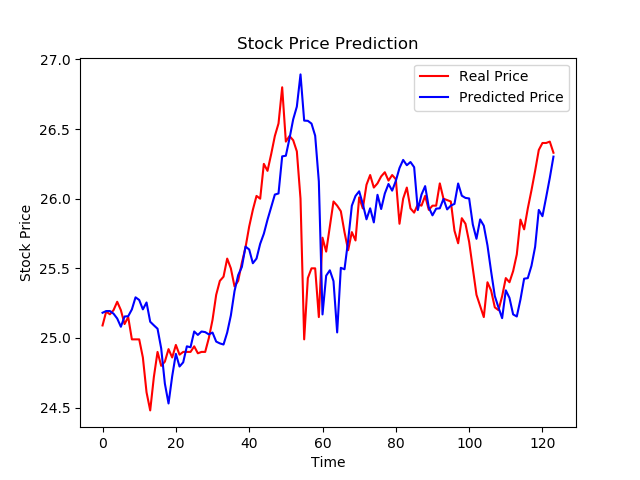 Stock Price Prediction
Real Price
Predicted Price
Stock Price
27.0
26.5
26.0
25.5
25.0
24.5
0 20 40 60 80 100 120
Time